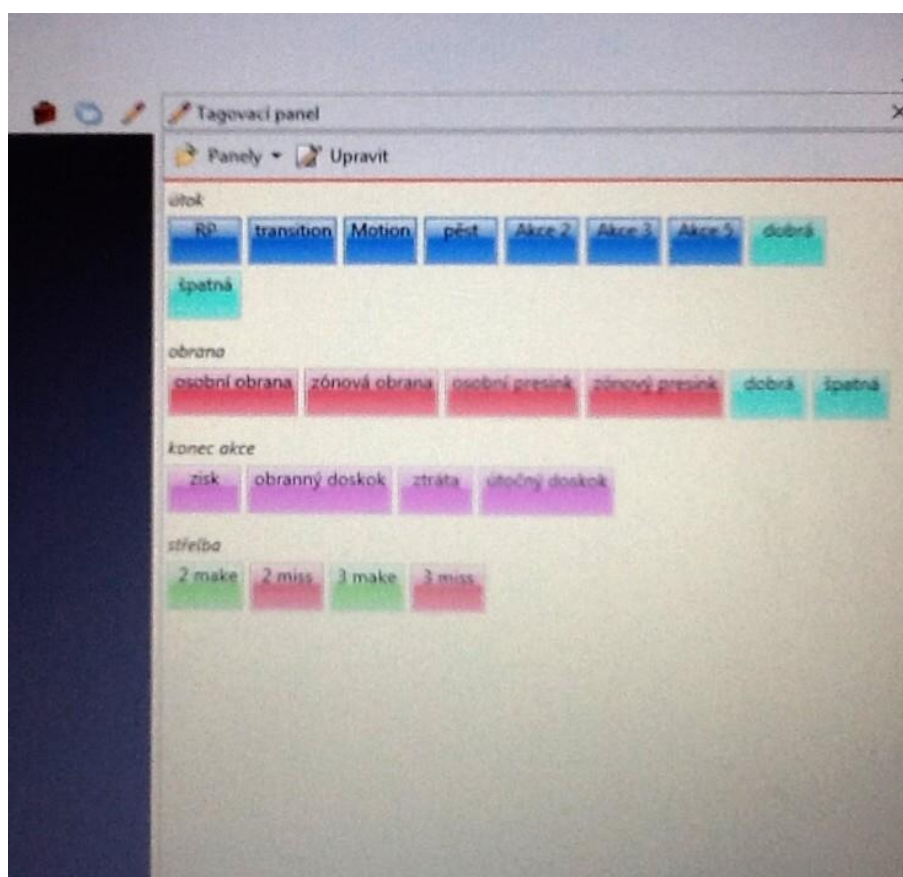 Tagovací panel
Panely Upravit
útok
RP transition Motion pěst Akce 2 Akce 3 Akce 5 dobrá
špatná
obrana
osobní obrana zónová obrana osobní presink zónový presink dobrá špatná
konec akce
zisk obranný doskok ztráta útočný doskok
střelba
2 make 2 miss 3 make 3 miss